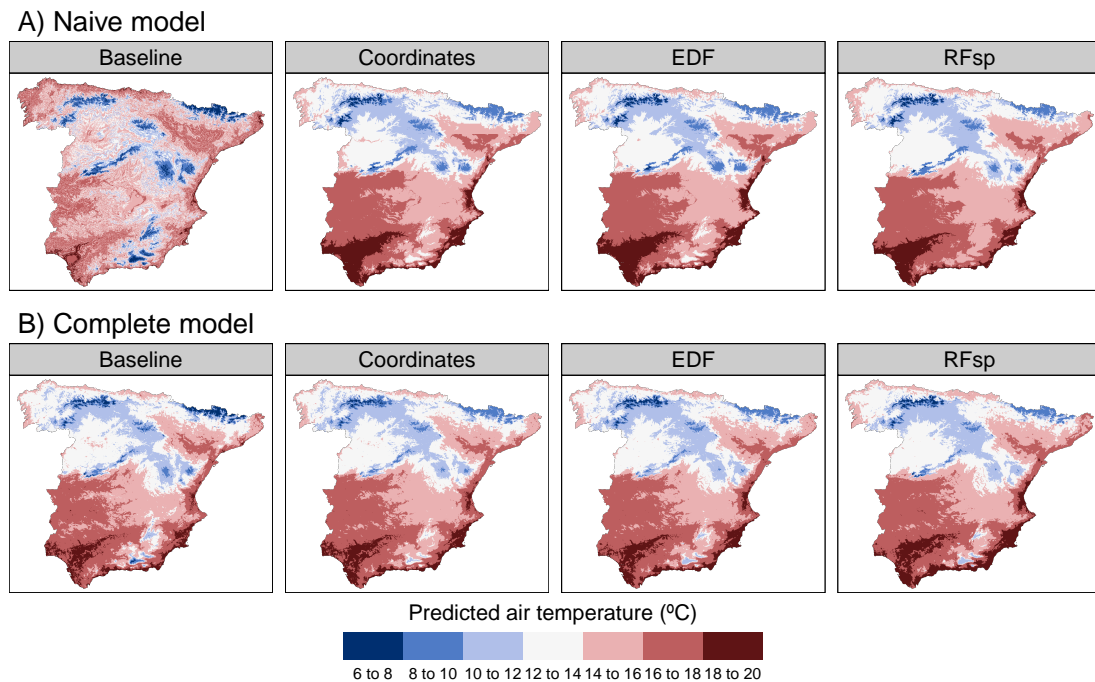 A) Naive model
Baseline Coordinates EDF RFsp
B) Complete model
Baseline Coordinates EDF RFsp
Predicted air temperature (ºC)
6 to 8 8 to 10 10 to 12 12 to 14 14 to 16 16 to 18 18 to 20